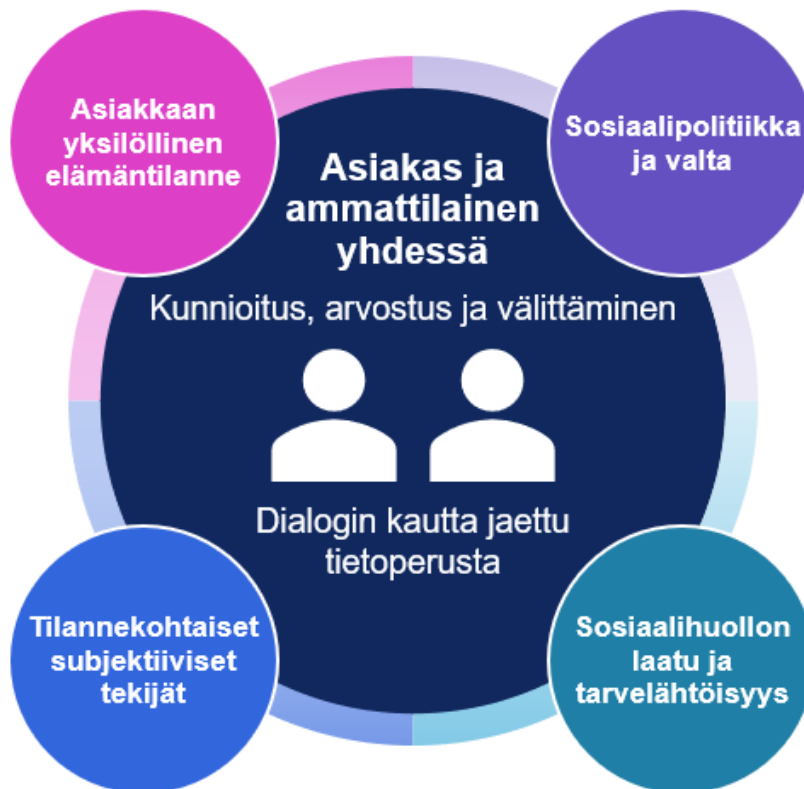 Asiakkaan
yksilöllinen
elämäntilanne
Sosiaalipolitiikka
ja valta
Asiakas ja
ammattilainen
yhdessä
Kunnioitus, arvostus ja välittäminen
Dialogin kautta jaettu
tietoperusta
Tilannekohtaiset
subjektiiviset
tekijät
Sosiaalihuollon
laatu ja
tarvelähtöisyys